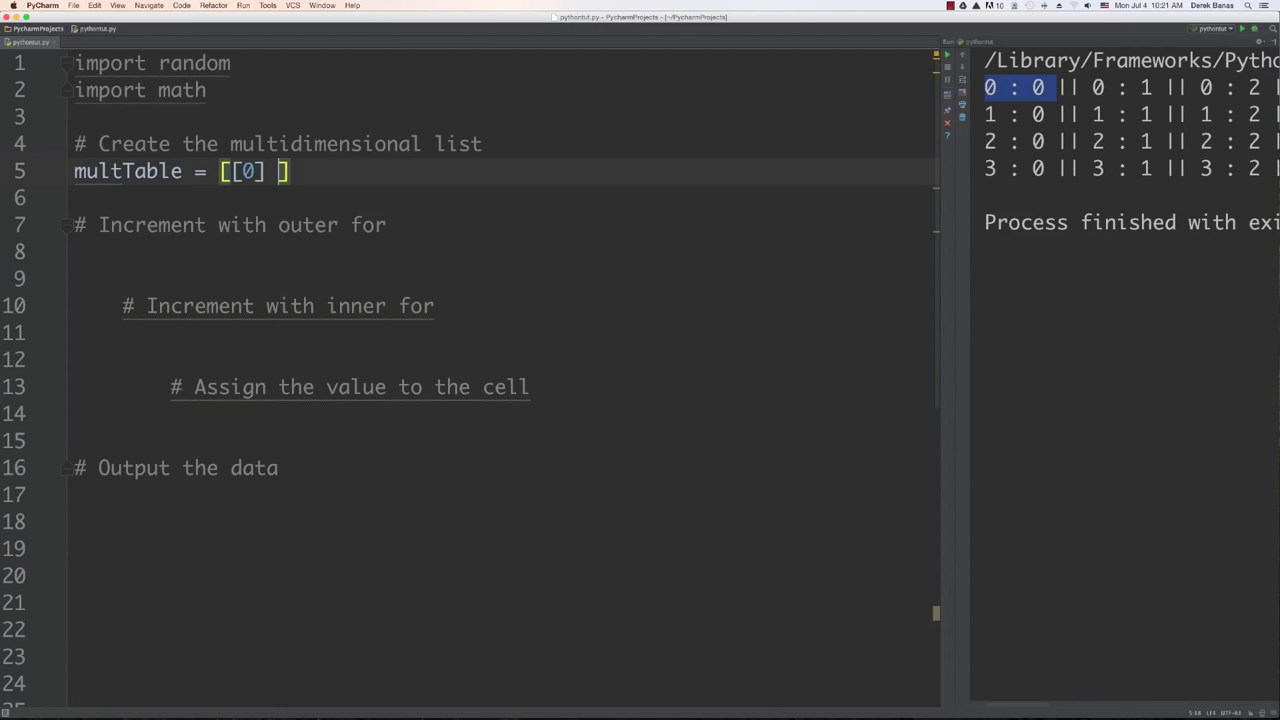 PyCharm File Edit View Navigate Code Refactor Run Tools VCS Window Help
10 Mon Jul 4 10:21 AM Derek Banas
pythontut.py - PycharmProjects - [~/PycharmProjects]
PycharmProjects pythontut.py
pythontut
pythontut.py
Run: pythontut
1 import random
2 import math
3
4 # Create the multidimensional list
5 multTable = [[0] ]
6
7 # Increment with outer for
8
9
10 # Increment with inner for
11
12
13 # Assign the value to the cell
14
15
16 # Output the data
17
18
19
20
21
22
23
24
/Library/Frameworks/Pytho
0 : 0 || 0 : 1 || 0 : 2 |
1 : 0 || 1 : 1 || 1 : 2 |
2 : 0 || 2 : 1 || 2 : 2 |
3 : 0 || 3 : 1 || 3 : 2 |
Process finished with exi
5:18 LF‡ UTF-8‡